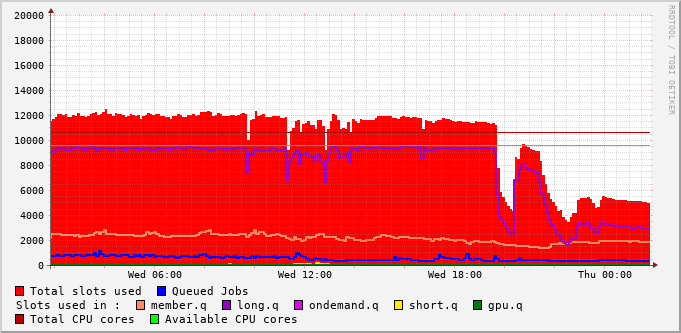 20000
18000
16000
14000
12000
10000
8000
6000
4000
2000
0
Wed 06:00 Wed 12:00 Wed 18:00 Thu 00:00
RRDTOOL / TOBI OETIKER
Total slots used Queued Jobs
Slots used in : member.q long.q ondemand.q short.q gpu.q
Total CPU cores Available CPU cores